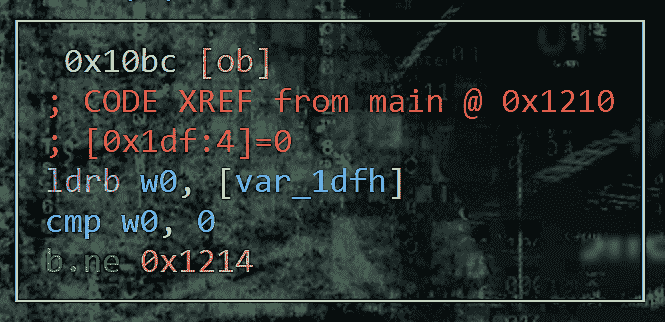 0x10bc [ob]
; CODE XREF from main @ 0x1210
; [0x1df:4]=0
ldrb w0, [var_1dfh]
cmp w0, 0
b.ne 0x1214